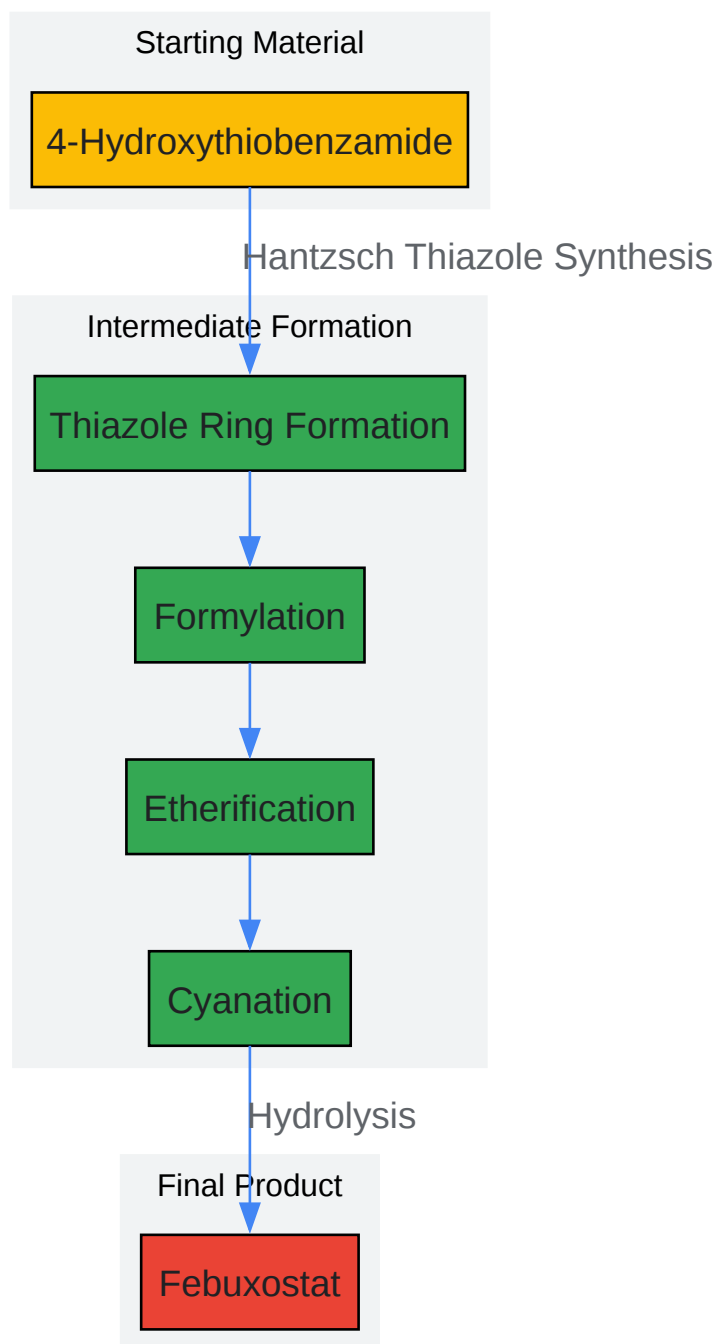 Starting Material
4-Hydroxythiobenzamide
Hantzsch Thiazole Synthesis
Intermediate Formation
Thiazole Ring Formation
Formylation
Etherification
Cyanation
Hydrolysis
Final Product
Febuxostat